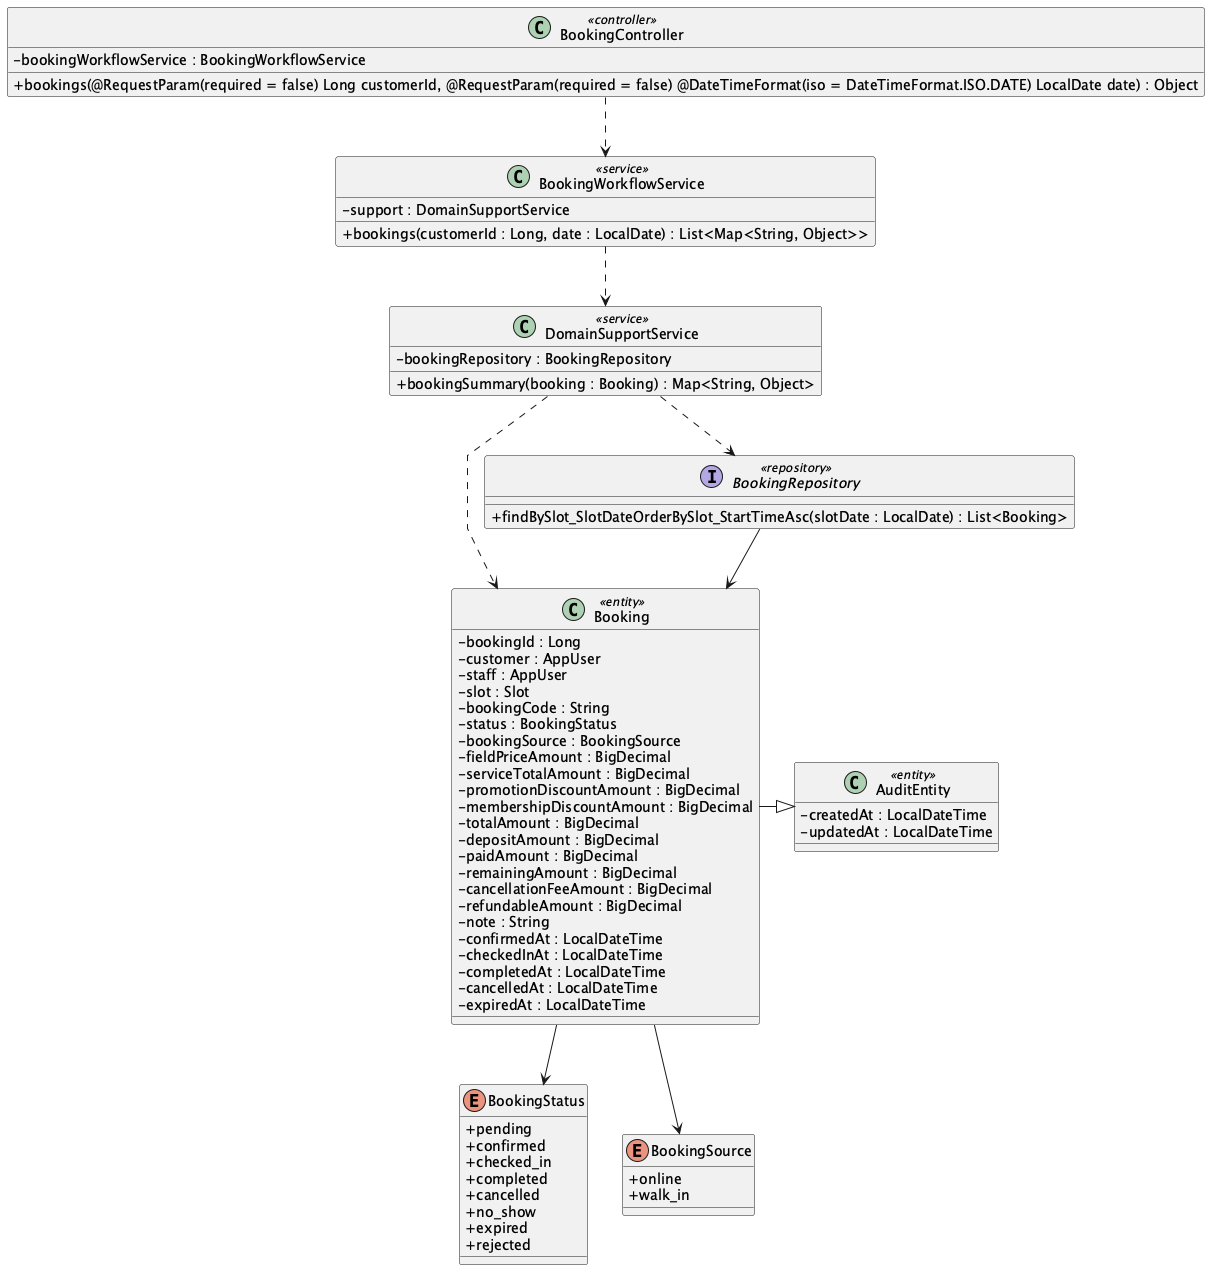 C
«controller»
BookingController
-bookingWorkflowService : BookingWorkflowService
+bookings(@RequestParam(required = false) Long customerId, @RequestParam(required = false) @DateTimeFormat(iso = DateTimeFormat.ISO.DATE) LocalDate date) : Object
C
«service»
BookingWorkflowService
-support : DomainSupportService
+bookings(customerId : Long, date : LocalDate) : List<Map<String, Object>>
C
«service»
DomainSupportService
-bookingRepository : BookingRepository
+bookingSummary(booking : Booking) : Map<String, Object>
I
«repository»
BookingRepository
+findBySlot_SlotDateOrderBySlot_StartTimeAsc(slotDate : LocalDate) : List<Booking>
C
«entity»
Booking
-bookingId : Long
-customer : AppUser
-staff : AppUser
-slot : Slot
-bookingCode : String
-status : BookingStatus
-bookingSource : BookingSource
-fieldPriceAmount : BigDecimal
-serviceTotalAmount : BigDecimal
-promotionDiscountAmount : BigDecimal
-membershipDiscountAmount : BigDecimal
-totalAmount : BigDecimal
-depositAmount : BigDecimal
-paidAmount : BigDecimal
-remainingAmount : BigDecimal
-cancellationFeeAmount : BigDecimal
-refundableAmount : BigDecimal
-note : String
-confirmedAt : LocalDateTime
-checkedInAt : LocalDateTime
-completedAt : LocalDateTime
-cancelledAt : LocalDateTime
-expiredAt : LocalDateTime
C
«entity»
AuditEntity
-createdAt : LocalDateTime
-updatedAt : LocalDateTime
E
BookingStatus
+pending
+confirmed
+checked_in
+completed
+cancelled
+no_show
+expired
+rejected
E
BookingSource
+online
+walk_in